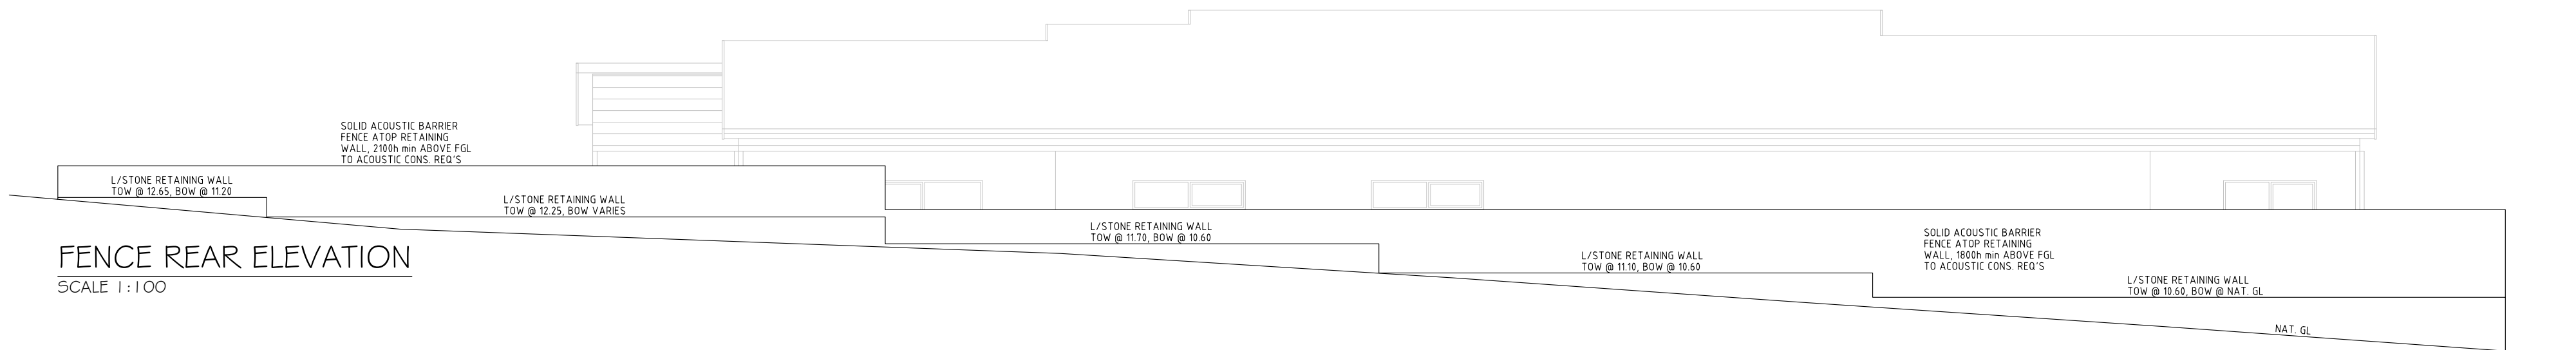 SOLID ACOUSTIC BARRIER
FENCE ATOP RETAINING
WALL, 2100h min ABOVE FGL
TO ACOUSTIC CONS. REQ'S
L/STONE RETAINING WALL
TOW @ 12.65, BOW @ 11.20
L/STONE RETAINING WALL
TOW @ 12.25, BOW VARIES
L/STONE RETAINING WALL
TOW @ 11.70, BOW @ 10.60
L/STONE RETAINING WALL
TOW @ 11.10, BOW @ 10.60
SOLID ACOUSTIC BARRIER
FENCE ATOP RETAINING
WALL, 1800h min ABOVE FGL
TO ACOUSTIC CONS. REQ'S
L/STONE RETAINING WALL
TOW @ 10.60, BOW @ NAT. GL
NAT. GL
FENCE REAR ELEVATION
SCALE 1:100